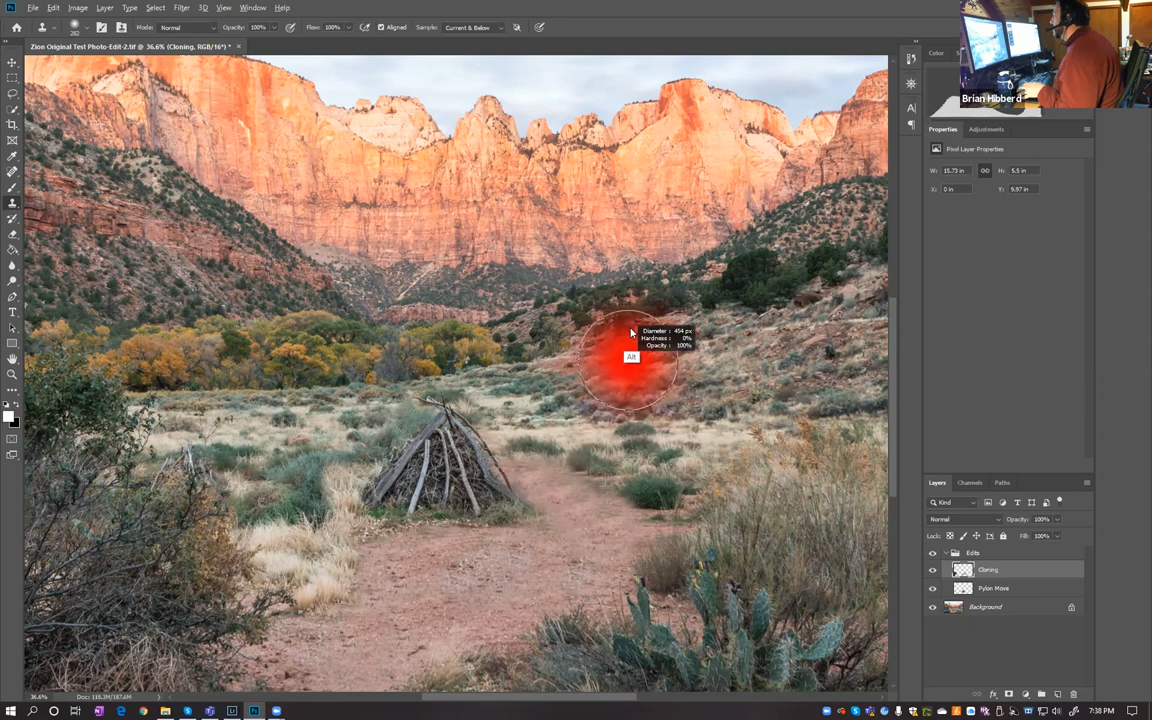 File Edit Image Layer Type Select Filter 3D View Window Help
282 Mode: Normal Opacity: 100% Flow: 100% Aligned Sample: Current & Below
Zion Original Test Photo-Edit-2.tif @ 36.6% (Cloning, RGB/16*) * ×
Color
Brian Hibberd
Properties Adjustments
Pixel Layer Properties
W: 15.73 in H: 5.5 in
X: 0 in Y: 9.97 in
Diameter : 454 px
Hardness : 0%
Opacity : 100%
Alt
Layers Channels Paths
Kind
Normal Opacity: 100%
Lock: Fill: 100%
Edits
Cloning
Pylon Move
Background
36.6% Doc: 118.3M/187.6M
7:38 PM